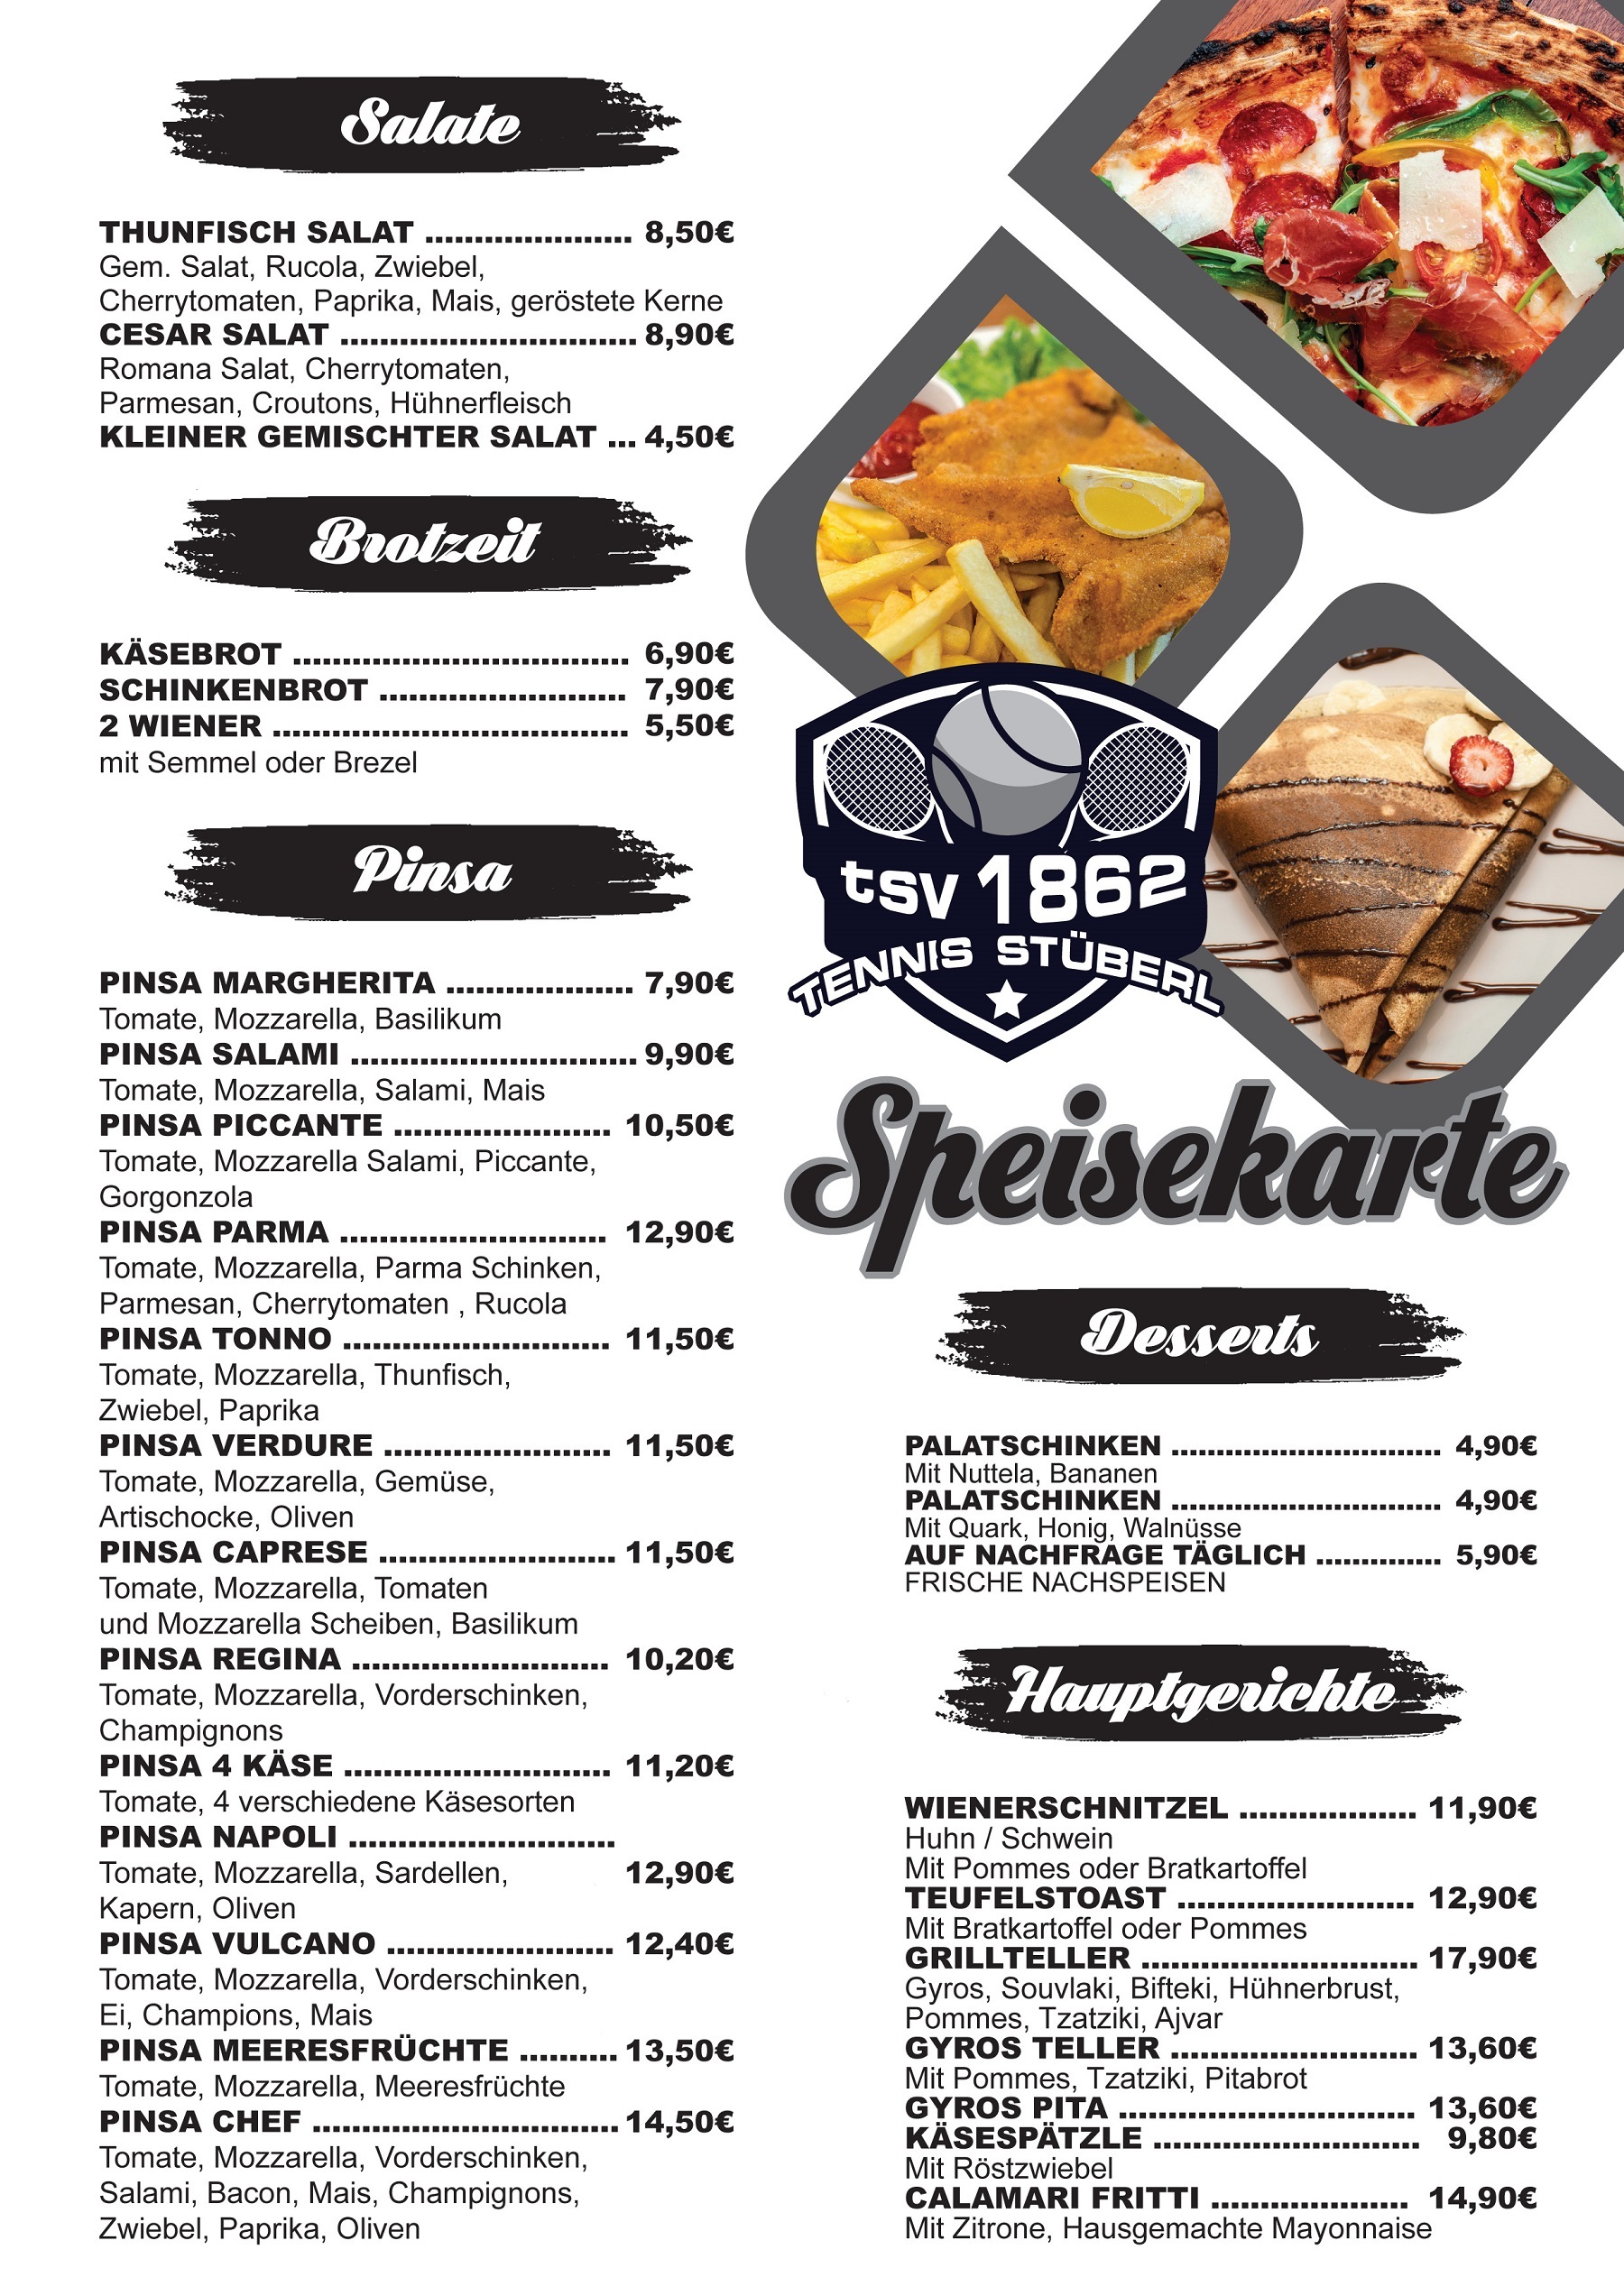 Salate
THUNFISCH SALAT ..................... 8,50€
Gem. Salat, Rucola, Zwiebel,
Cherrytomaten, Paprika, Mais, geröstete Kerne
CESAR SALAT .............................. 8,90€
Romana Salat, Cherrytomaten,
Parmesan, Croutons, Hühnerfleisch
KLEINER GEMISCHTER SALAT ... 4,50€
Brotzeit
KÄSEBROT .................................. 6,90€
SCHINKENBROT ......................... 7,90€
2 WIENER .................................... 5,50€
mit Semmel oder Brezel
Pinsa
PINSA MARGHERITA ................... 7,90€
Tomate, Mozzarella, Basilikum
PINSA SALAMI ............................. 9,90€
Tomate, Mozzarella, Salami, Mais
PINSA PICCANTE ...................... 10,50€
Tomate, Mozzarella Salami, Piccante,
Gorgonzola
PINSA PARMA ........................... 12,90€
Tomate, Mozzarella, Parma Schinken,
Parmesan, Cherrytomaten , Rucola
PINSA TONNO ........................... 11,50€
Tomate, Mozzarella, Thunfisch,
Zwiebel, Paprika
PINSA VERDURE ....................... 11,50€
Tomate, Mozzarella, Gemüse,
Artischocke, Oliven
PINSA CAPRESE ........................ 11,50€
Tomate, Mozzarella, Tomaten
und Mozzarella Scheiben, Basilikum
PINSA REGINA .......................... 10,20€
Tomate, Mozzarella, Vorderschinken,
Champignons
PINSA 4 KÄSE ........................... 11,20€
Tomate, 4 verschiedene Käsesorten
PINSA NAPOLI ...........................
Tomate, Mozzarella, Sardellen, 12,90€
Kapern, Oliven
PINSA VULCANO ....................... 12,40€
Tomate, Mozzarella, Vorderschinken,
Ei, Champions, Mais
PINSA MEERESFRÜCHTE .......... 13,50€
Tomate, Mozzarella, Meeresfrüchte
PINSA CHEF ............................... 14,50€
Tomate, Mozzarella, Vorderschinken,
Salami, Bacon, Mais, Champignons,
Zwiebel, Paprika, Oliven
tsv 1862
TENNIS STÜBERL
Speisekarte
Desserts
PALATSCHINKEN .............................. 4,90€
Mit Nuttela, Bananen
PALATSCHINKEN .............................. 4,90€
Mit Quark, Honig, Walnüsse
AUF NACHFRAGE TÄGLICH .............. 5,90€
FRISCHE NACHSPEISEN
Hauptgerichte
WIENERSCHNITZEL .................. 11,90€
Huhn / Schwein
Mit Pommes oder Bratkartoffel
TEUFELSTOAST ........................ 12,90€
Mit Bratkartoffel oder Pommes
GRILLTELLER ............................ 17,90€
Gyros, Souvlaki, Bifteki, Hühnerbrust,
Pommes, Tzatziki, Ajvar
GYROS TELLER ......................... 13,60€
Mit Pommes, Tzatziki, Pitabrot
GYROS PITA .............................. 13,60€
KÄSESPÄTZLE ........................... 9,80€
Mit Röstzwiebel
CALAMARI FRITTI .................... 14,90€
Mit Zitrone, Hausgemachte Mayonnaise